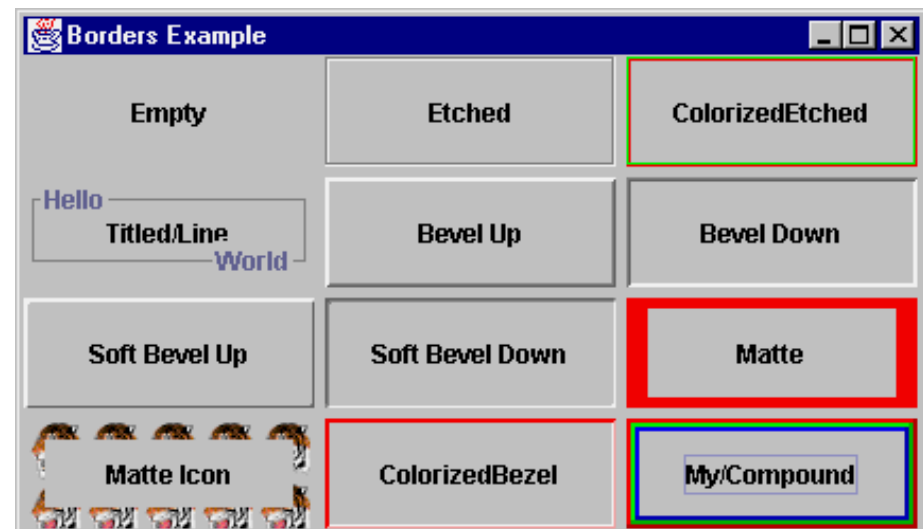 Borders Example
Empty
Etched
ColorizedEtched
Hello
Titled/Line
World
Bevel Up
Bevel Down
Soft Bevel Up
Soft Bevel Down
Matte
Matte Icon
ColorizedBezel
My/Compound